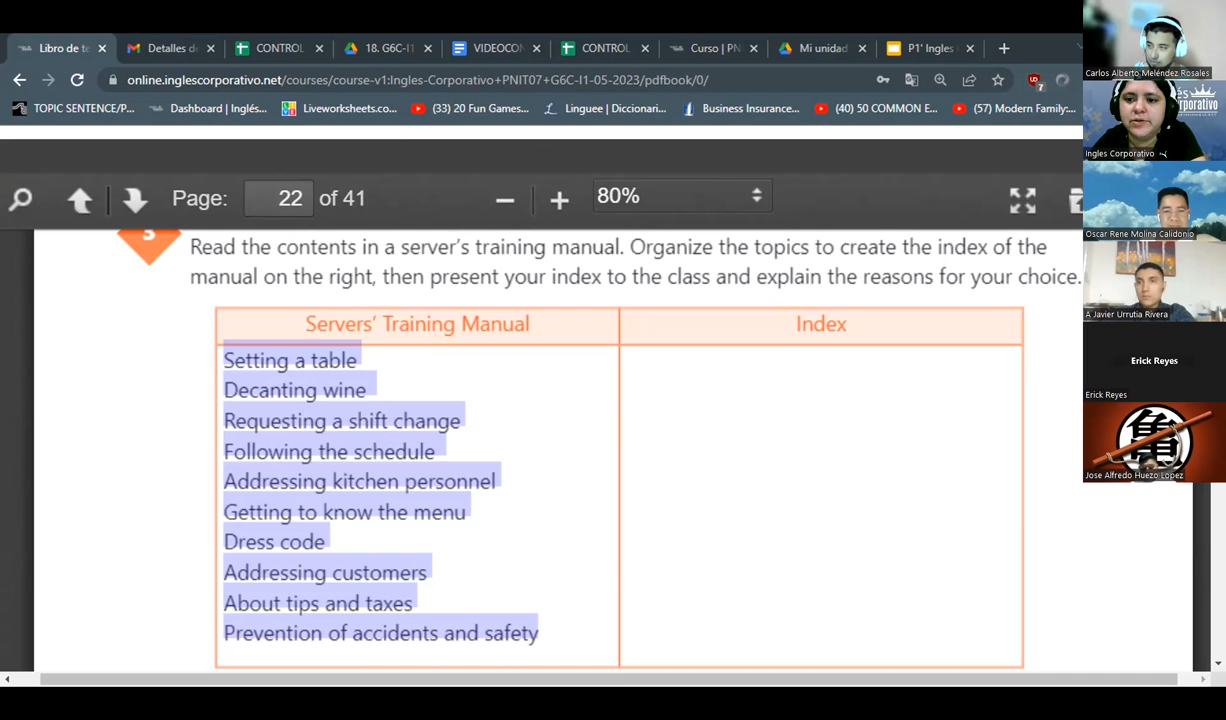 Libro de te
Detalles de
CONTROL
18. G6C-I1
VIDEOCON
CONTROL
Curso | PN
Mi unidad
P1' Ingles
online.inglescorporativo.net/courses/course-v1:Ingles-Corporativo+PNIT07+G6C-I1-05-2023/pdfbook/0/
7
TOPIC SENTENCE/P...
Dashboard | Inglés...
Liveworksheets.co...
(33) 20 Fun Games...
Linguee | Diccionari...
Business Insurance...
(40) 50 COMMON E...
(57) Modern Family:...
Page: 22 of 41
80%
3
Read the contents in a server's training manual. Organize the topics to create the index of the
manual on the right, then present your index to the class and explain the reasons for your choice.
Servers' Training Manual
Index
Setting a table
Decanting wine
Requesting a shift change
Following the schedule
Addressing kitchen personnel
Getting to know the menu
Dress code
Addressing customers
About tips and taxes
Prevention of accidents and safety
Carlos Alberto Meléndez Rosales
Ingles Corporativo
Oscar Rene Molina Calidonio
A Javier Urrutia Rivera
Erick Reyes
Erick Reyes
亀
Jose Alfredo Huezo Lopez